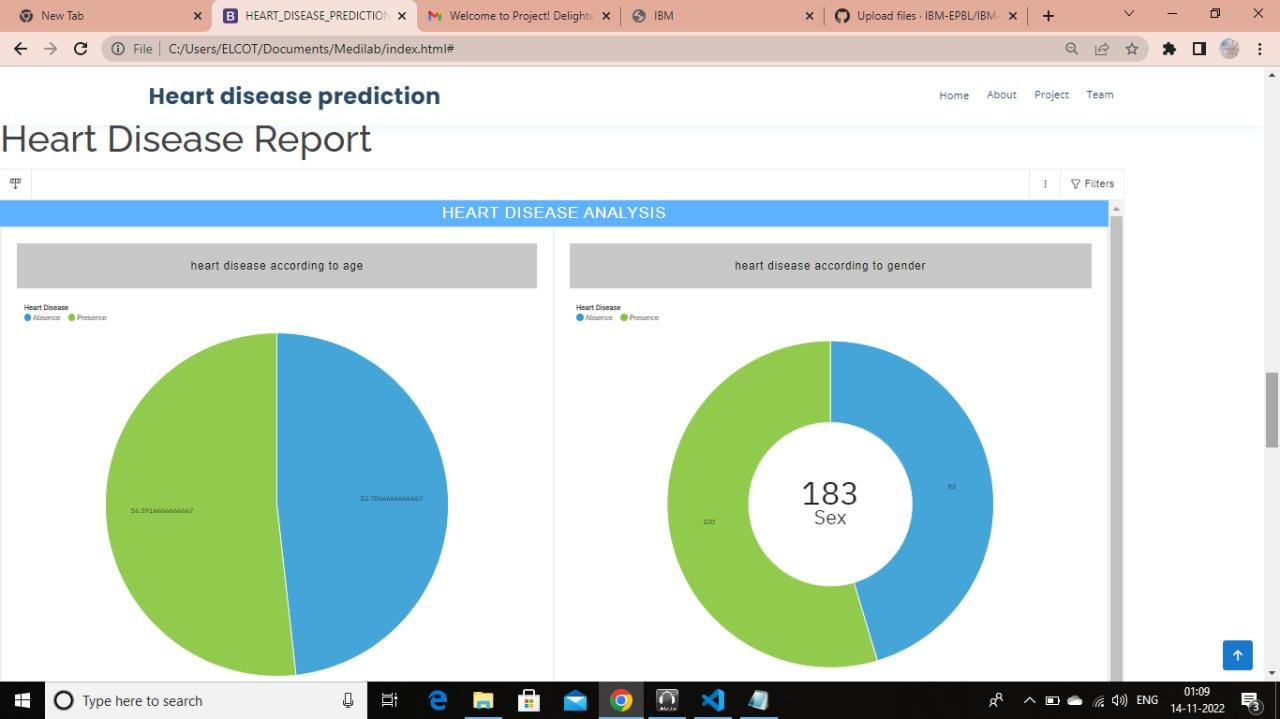 New Tab
HEART_DISEASE_PREDICTION
Welcome to Project! Delighte
IBM
Upload files · IBM-EPBL/IBM-
File
C:/Users/ELCOT/Documents/Medilab/index.html#
Heart disease prediction
Home
About
Project
Team
Heart Disease Report
Filters
HEART DISEASE ANALYSIS
heart disease according to age
heart disease according to gender
Heart Disease
Absence Presence
Heart Disease
Absence Presence
56.5916666666667
52.7066666666667
100
83
183
Sex
Type here to search
ENG
01:09
14-11-2022
3